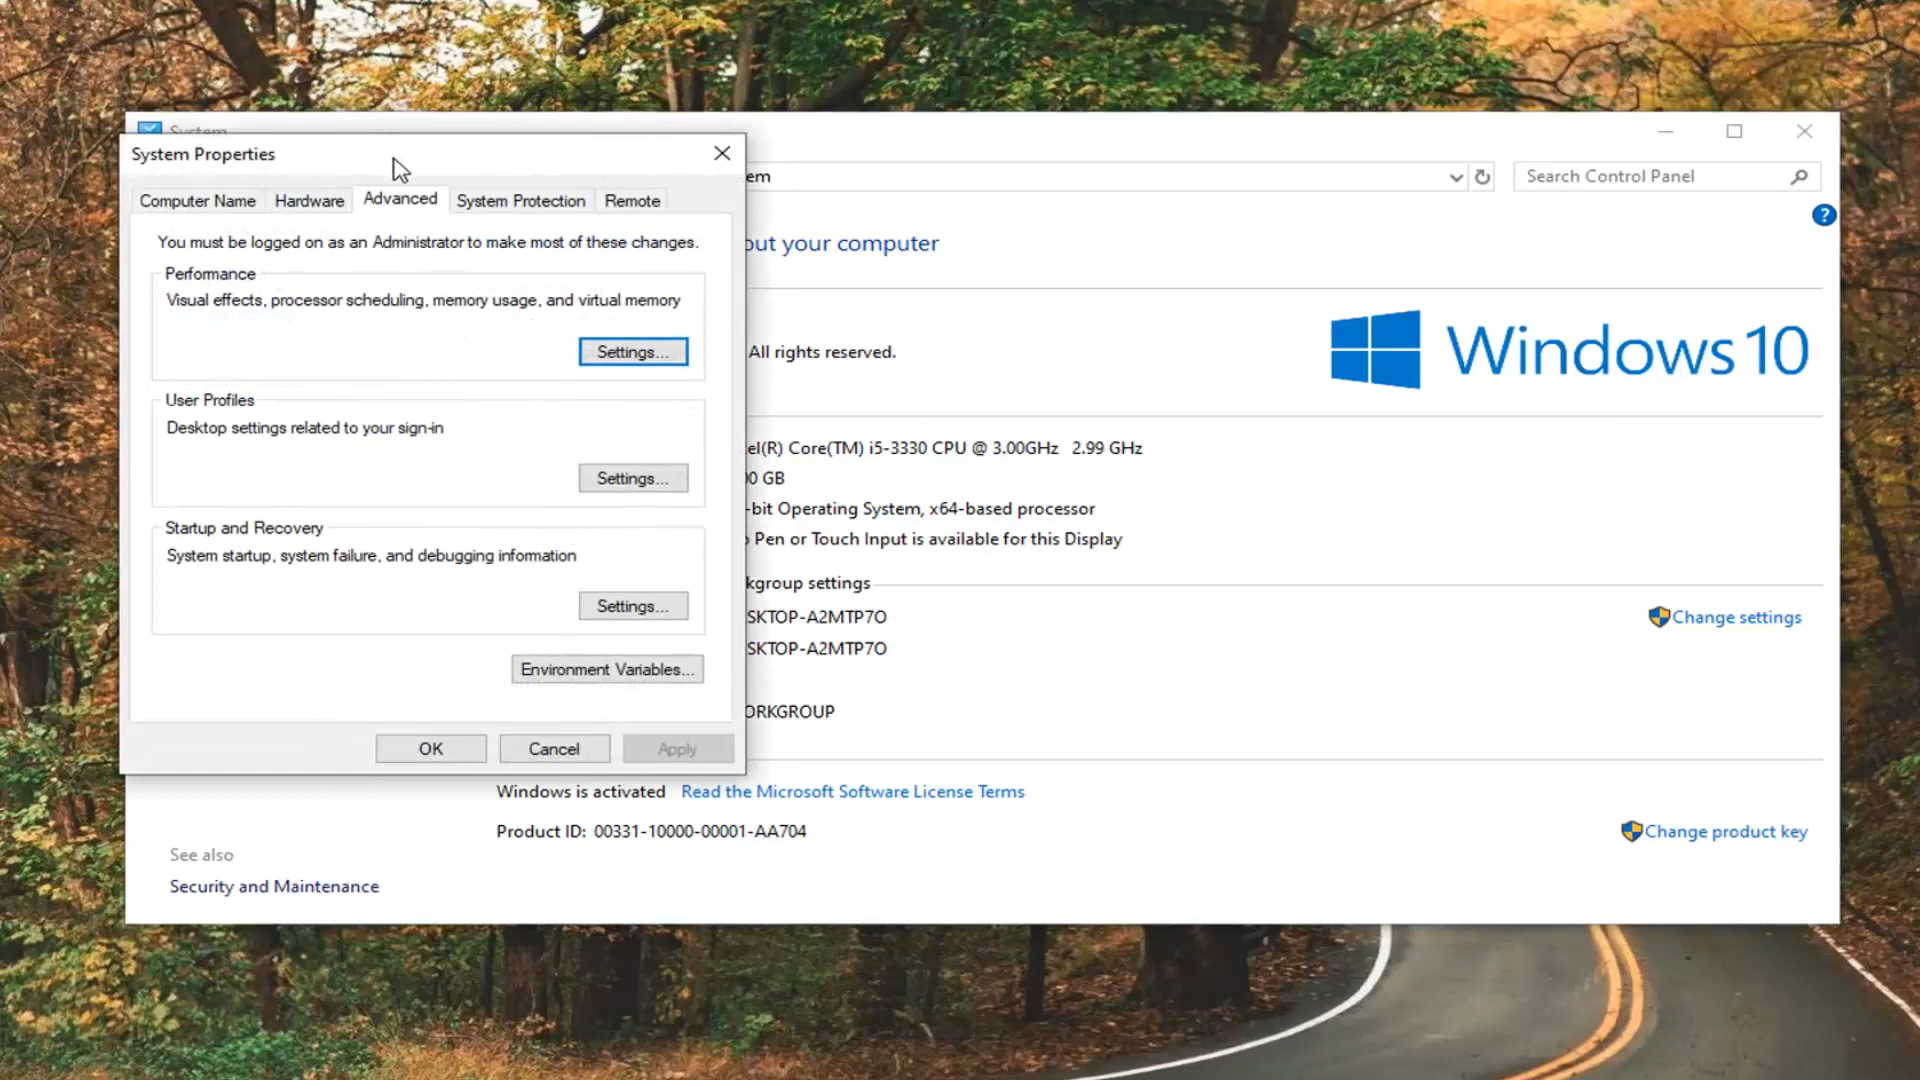 System
System Properties
Computer Name
Hardware
Advanced
System Protection
Remote
You must be logged on as an Administrator to make most of these changes.
Performance
Visual effects, processor scheduling, memory usage, and virtual memory
Settings...
User Profiles
Desktop settings related to your sign-in
Settings...
Startup and Recovery
System startup, system failure, and debugging information
Settings...
Environment Variables...
OK
Cancel
Apply
em
Search Control Panel
?
out your computer
All rights reserved.
Windows 10
el(R) Core(TM) i5-3330 CPU @ 3.00GHz 2.99 GHz
00 GB
-bit Operating System, x64-based processor
Pen or Touch Input is available for this Display
kgroup settings
SKTOP-A2MTP7O
Change settings
SKTOP-A2MTP7O
ORKGROUP
Windows is activated Read the Microsoft Software License Terms
Product ID: 00331-10000-00001-AA704
Change product key
See also
Security and Maintenance